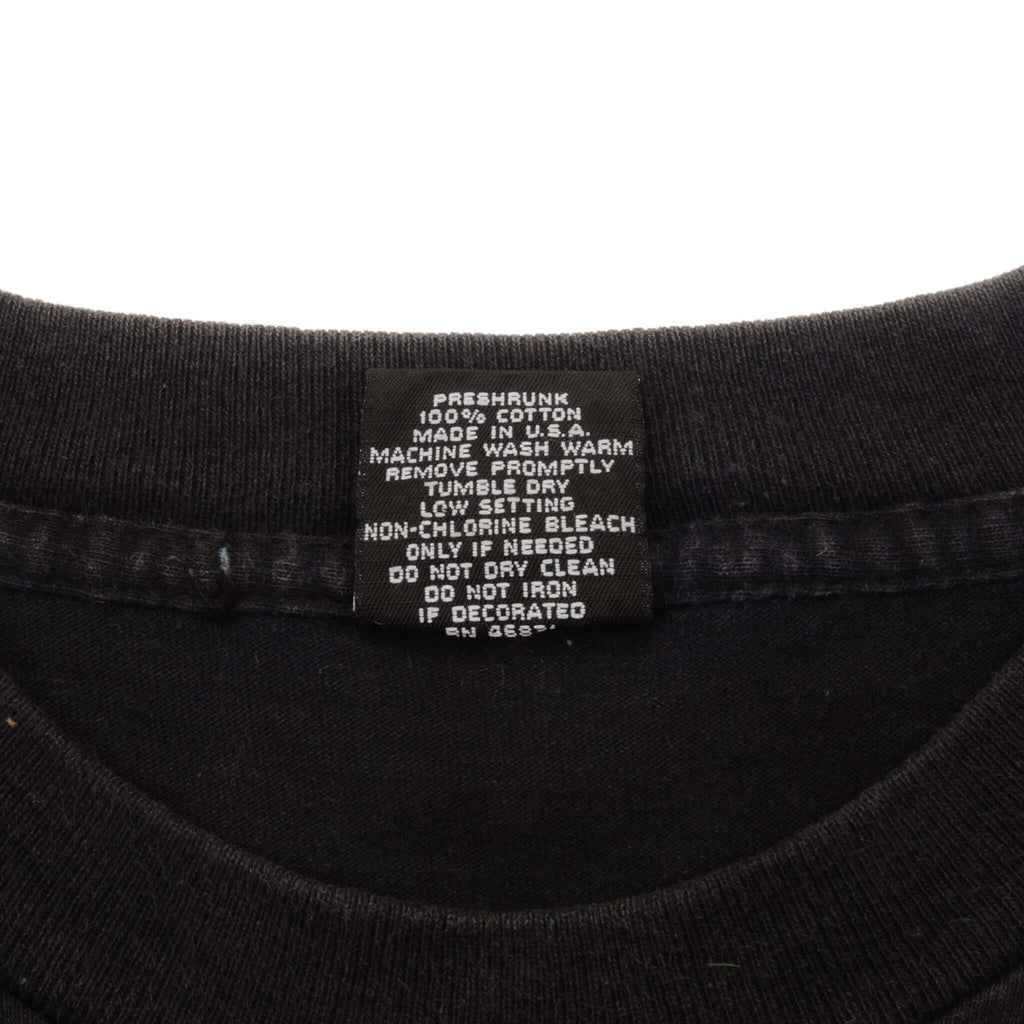 PRESHRUNK
100% COTTON
MADE IN U.S.A.
MACHINE WASH WARM
REMOVE PROMPTLY
TUMBLE DRY
LOW SETTING
NON-CHLORINE BLEACH
ONLY IF NEEDED
DO NOT DRY CLEAN
DO NOT IRON
IF DECORATED
RN